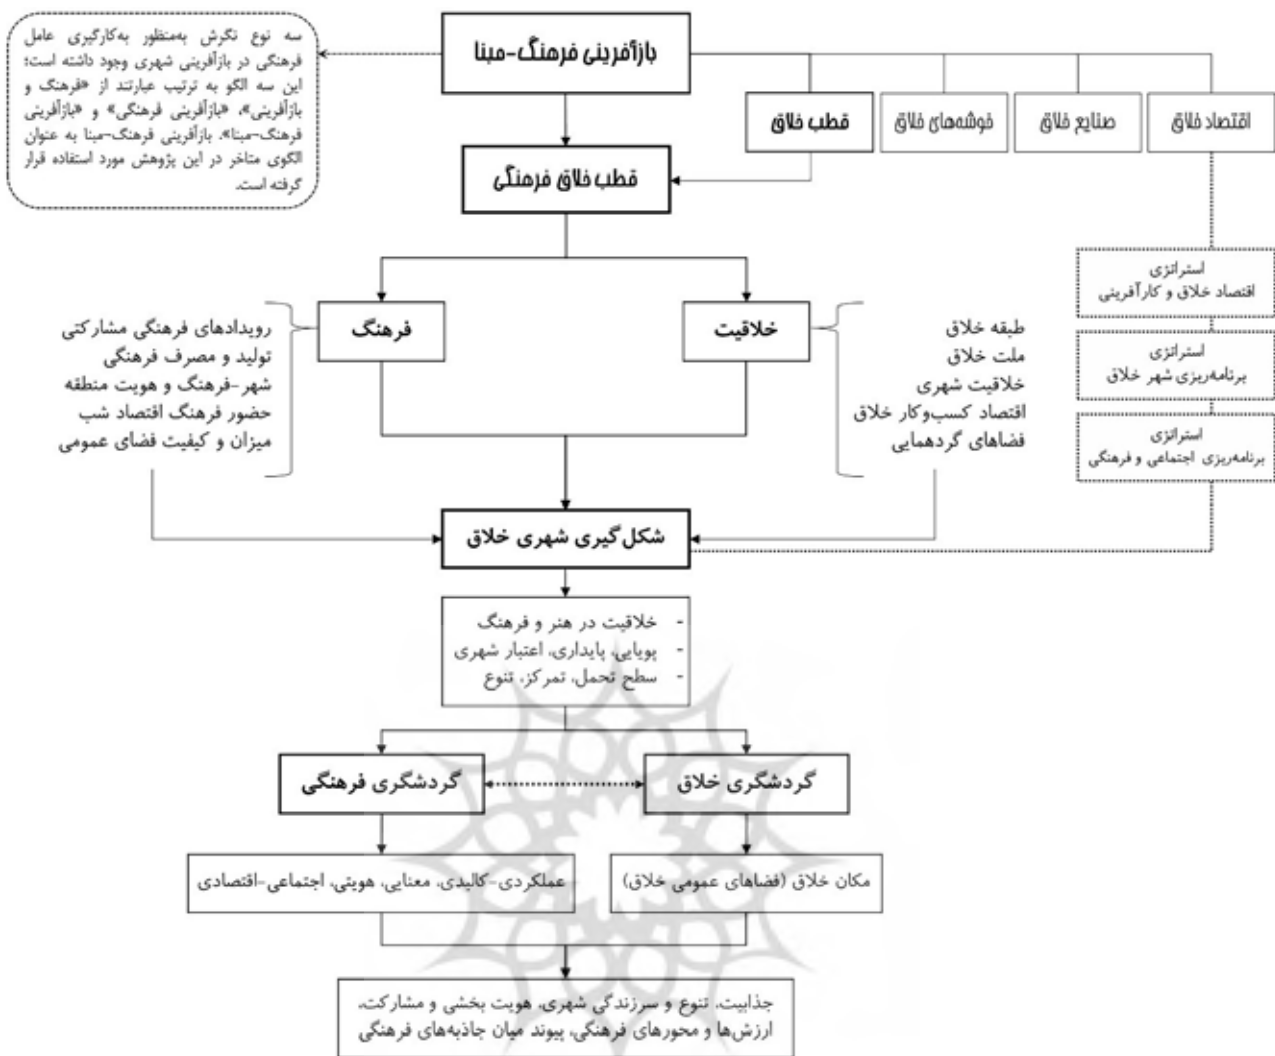 بازآفرینی فرهنگ-مبنا
سه نوع نگرش به‌منظور به‌کارگیری عامل
فرهنگی در بازآفرینی شهری وجود داشته است؛
این سه الگو به ترتیب عبارتند از «فرهنگ و
بازآفرینی»، «بازآفرینی فرهنگی» و «بازآفرینی
فرهنگ-مبنا». بازآفرینی فرهنگ-مبنا به عنوان
الگوی متاخر در این پژوهش مورد استفاده قرار
گرفته است.
اقتصاد خلاق
صنایع خلاق
خوشه‌های خلاق
قطب خلاق
قطب خلاق فرهنگی
استراتژی
اقتصاد خلاق و کارآفرینی
استراتژی
برنامه‌ریزی شهر خلاق
استراتژی
برنامه‌ریزی اجتماعی و فرهنگی
خلاقیت
طبقه خلاق
ملت خلاق
خلاقیت شهری
اقتصاد کسب‌وکار خلاق
فضاهای گردهمایی
فرهنگ
رویدادهای فرهنگی مشارکتی
تولید و مصرف فرهنگی
شهر-فرهنگ و هویت منطقه
حضور فرهنگ اقتصاد شب
میزان و کیفیت فضای عمومی
شکل‌گیری شهری خلاق
- خلاقیت در هنر و فرهنگ
- پویایی، پایداری، اعتبار شهری
- سطح تحمل، تمرکز، تنوع
گردشگری خلاق
گردشگری فرهنگی
مکان خلاق (فضاهای عمومی خلاق)
عملکردی-کالبدی، معنایی، هویتی، اجتماعی-اقتصادی
جذابیت، تنوع و سرزندگی شهری، هویت بخشی و مشارکت،
ارزش‌ها و محورهای فرهنگی، پیوند میان جاذبه‌های فرهنگی